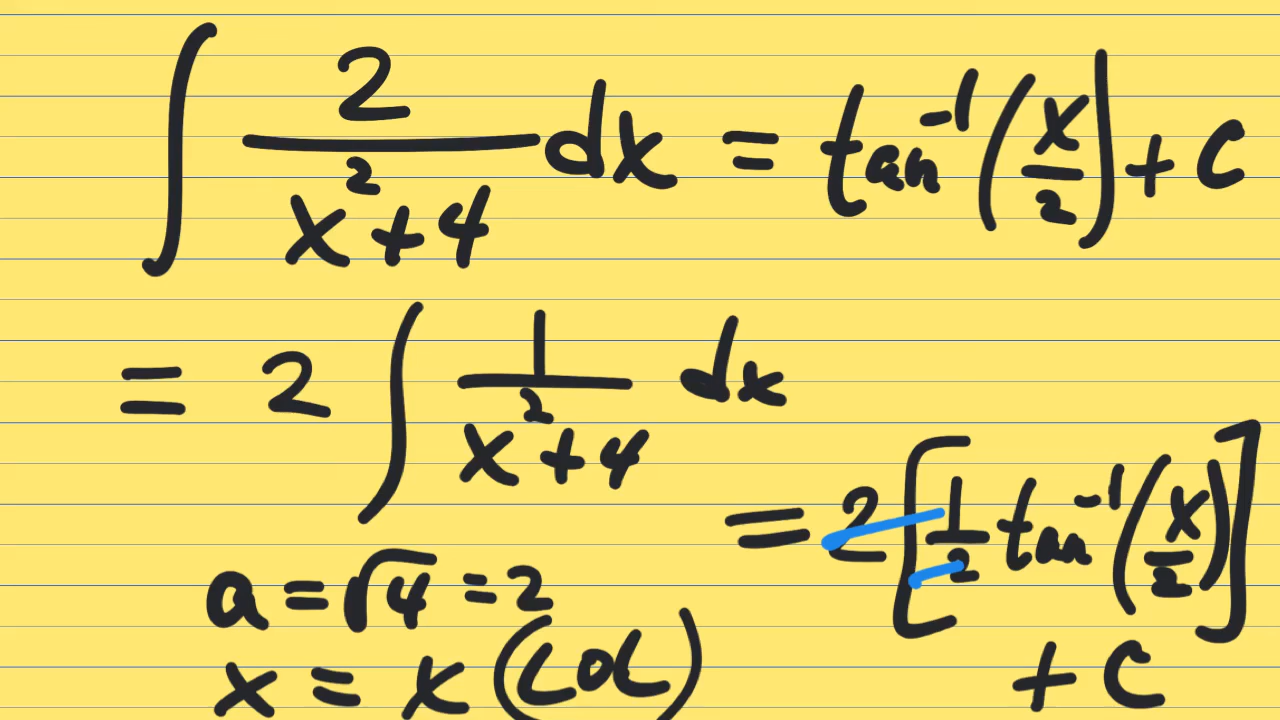 ∫ 2/(x²+4) dx = tan⁻¹(x/2) + C
= 2 ∫ 1/(x²+4) dx
= 2[1/2 tan⁻¹(x/2)] + C
a = √4 = 2
x = x (LOL)